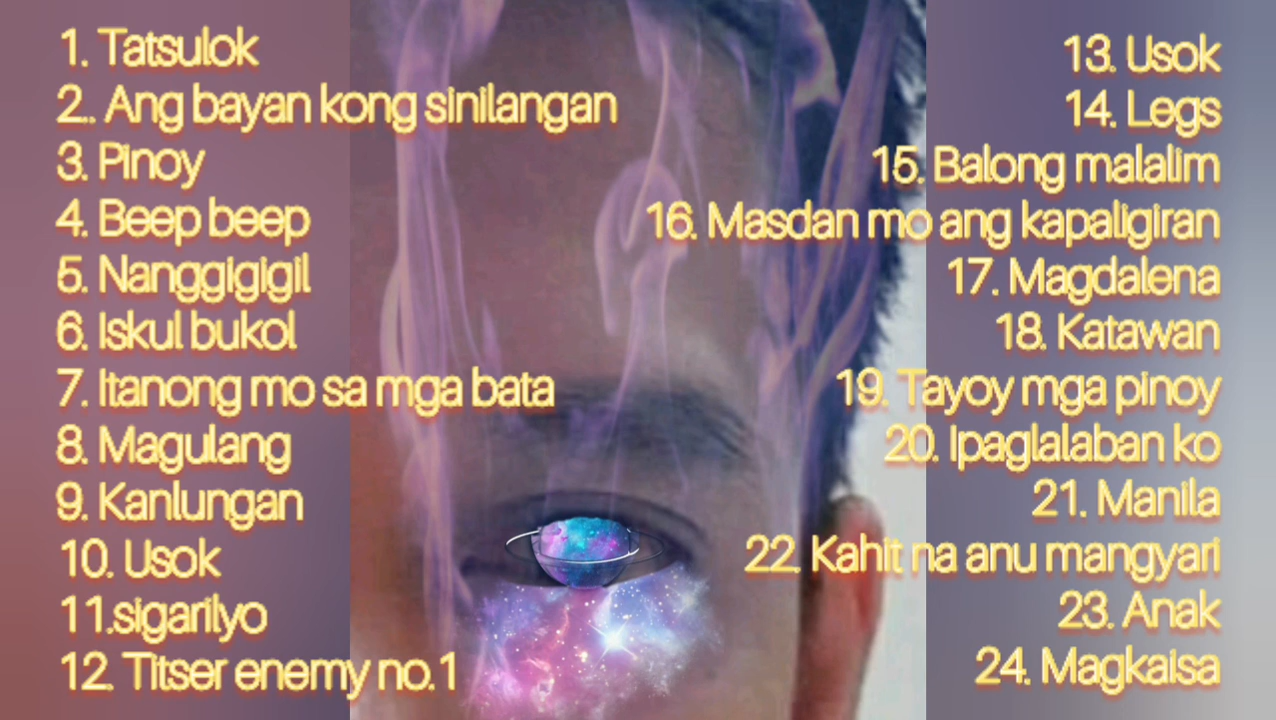 1. Tatsulok
2.. Ang bayan kong sinilangan
3. Pinoy
4. Beep beep
5. Nanggigigil
6. Iskul bukol
7. Itanong mo sa mga bata
8. Magulang
9. Kanlungan
10. Usok
11.sigarilyo
12. Titser enemy no.1
13. Usok
14. Legs
15. Balong malalim
16. Masdan mo ang kapaligiran
17. Magdalena
18. Katawan
19. Tayoy mga pinoy
20. Ipaglalaban ko
21. Manila
22. Kahit na anu mangyari
23. Anak
24. Magkaisa